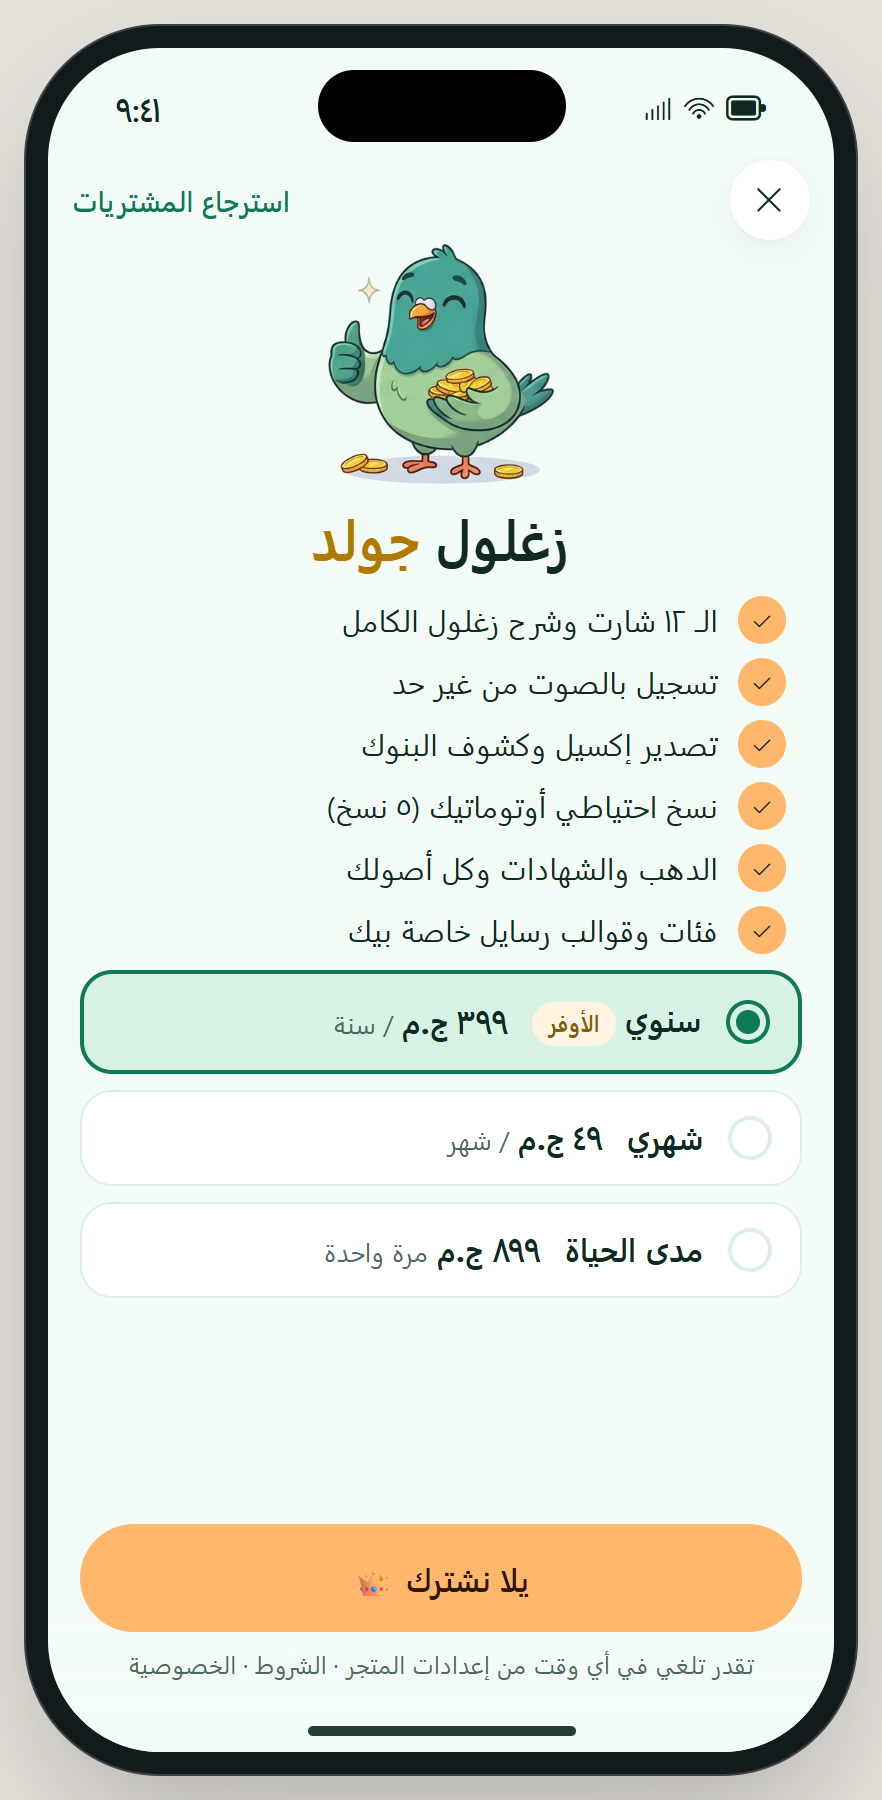 ٩:٤١
استرجاع المشتريات
زغلول جولد
الـ ١٢ شارت وشرح زغلول الكامل
تسجيل بالصوت من غير حد
تصدير إكسيل وكشوف البنوك
نسخ احتياطي أوتوماتيك (٥ نسخ)
الدهب والشهادات وكل أصولك
فئات وقوالب رسايل خاصة بيك
سنوي الأوفر ٣٩٩ ج.م / سنة
شهري ٤٩ ج.م / شهر
مدى الحياة ٨٩٩ ج.م مرة واحدة
يلا نشترك
تقدر تلغي في أي وقت من إعدادات المتجر · الشروط · الخصوصية